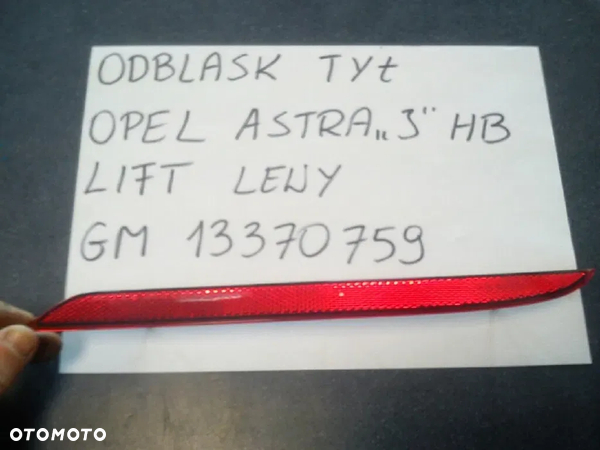 ODBLASK TYŁ
OPEL ASTRA „J" HB
LIFT LEWY
GM 13370759
OTOMOTO